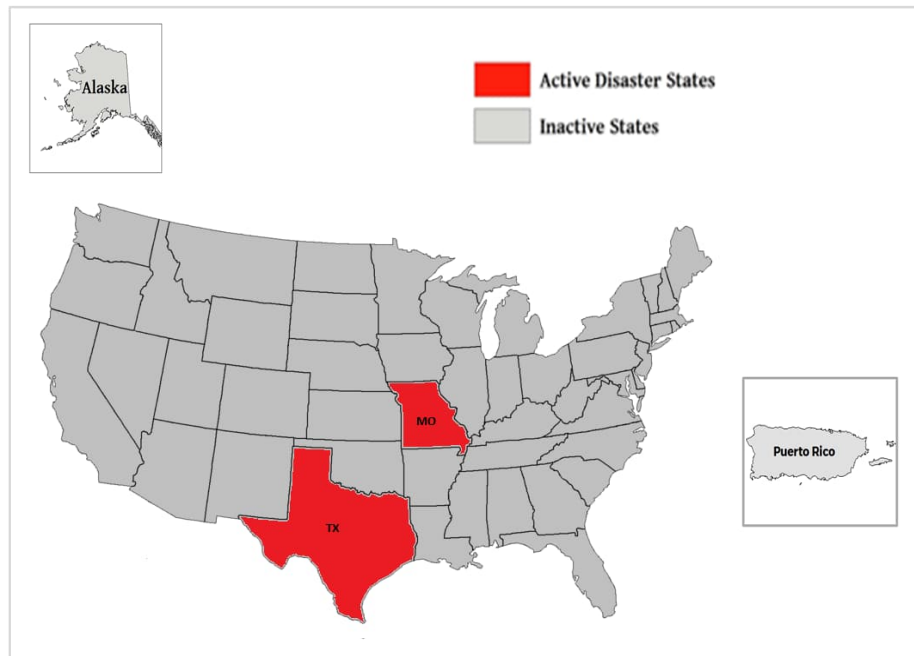 Alaska
Active Disaster States
Inactive States
MO
Puerto Rico
TX